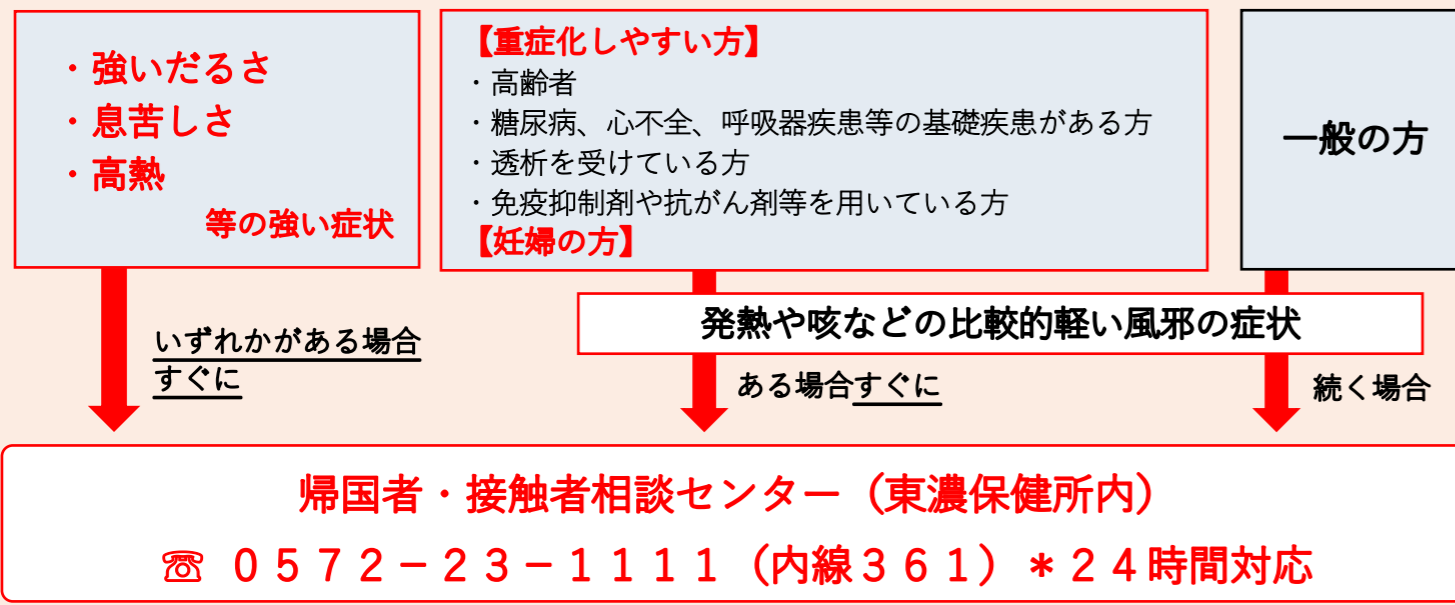 ・強いだるさ
・息苦しさ
・高熱
等の強い症状
【重症化しやすい方】
・高齢者
・糖尿病、心不全、呼吸器疾患等の基礎疾患がある方
・透析を受けている方
・免疫抑制剤や抗がん剤等を用いている方
【妊婦の方】
一般の方
発熱や咳などの比較的軽い風邪の症状
いずれかがある場合
すぐに
ある場合すぐに
続く場合
帰国者・接触者相談センター（東濃保健所内）
☎ ０５７２－２３－１１１１（内線３６１）＊２４時間対応